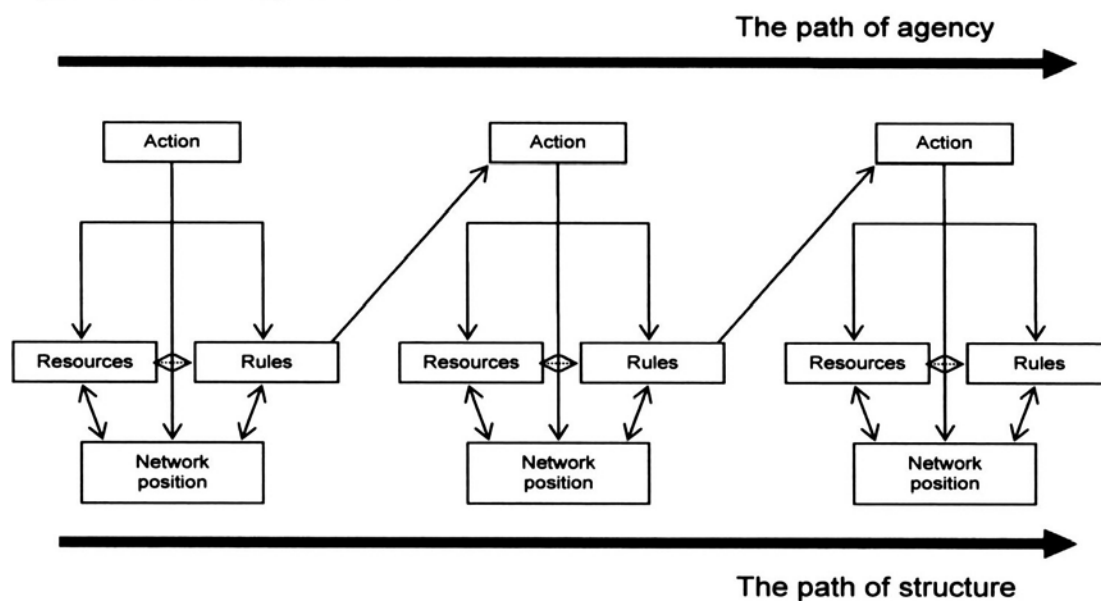 The path of agency
Action
Action
Action
Resources
Rules
Resources
Rules
Resources
Rules
Network
position
Network
position
Network
position
The path of structure